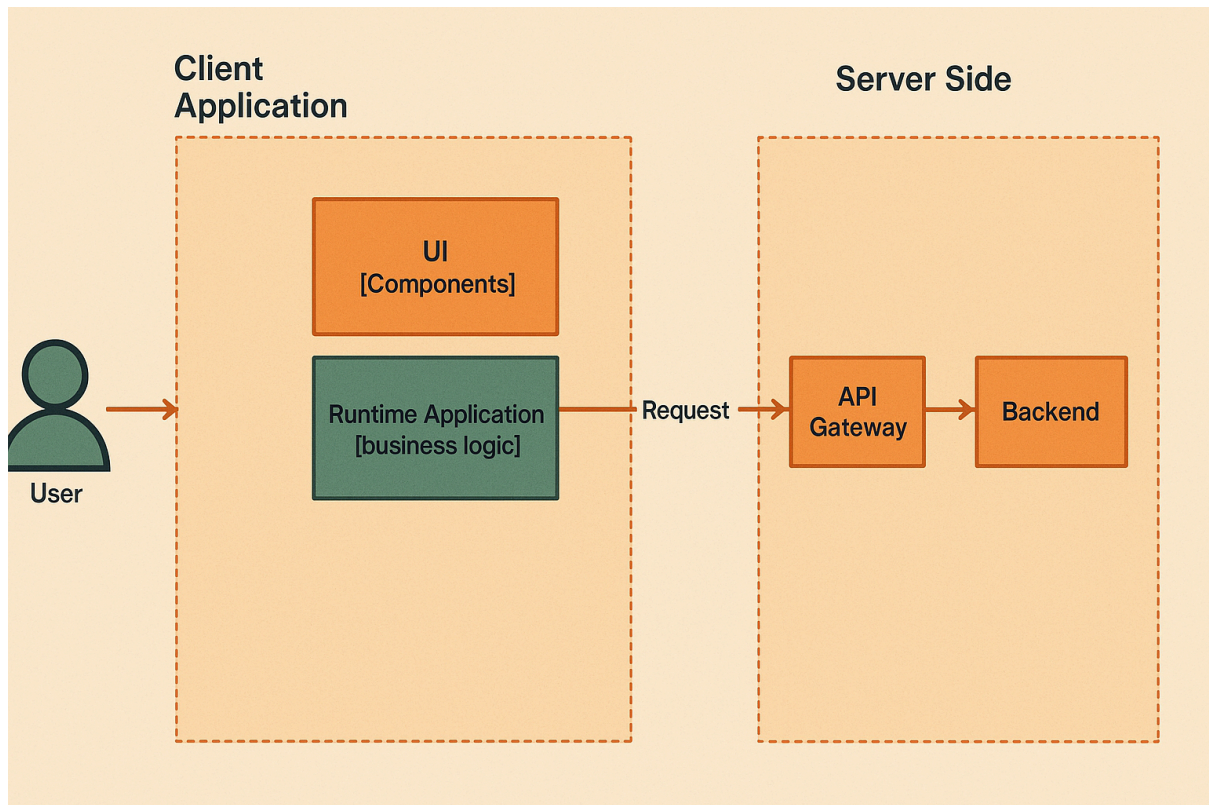 Client
Application
Server Side
UI
[Components]
Runtime Application
[business logic]
Request
API
Gateway
Backend
User